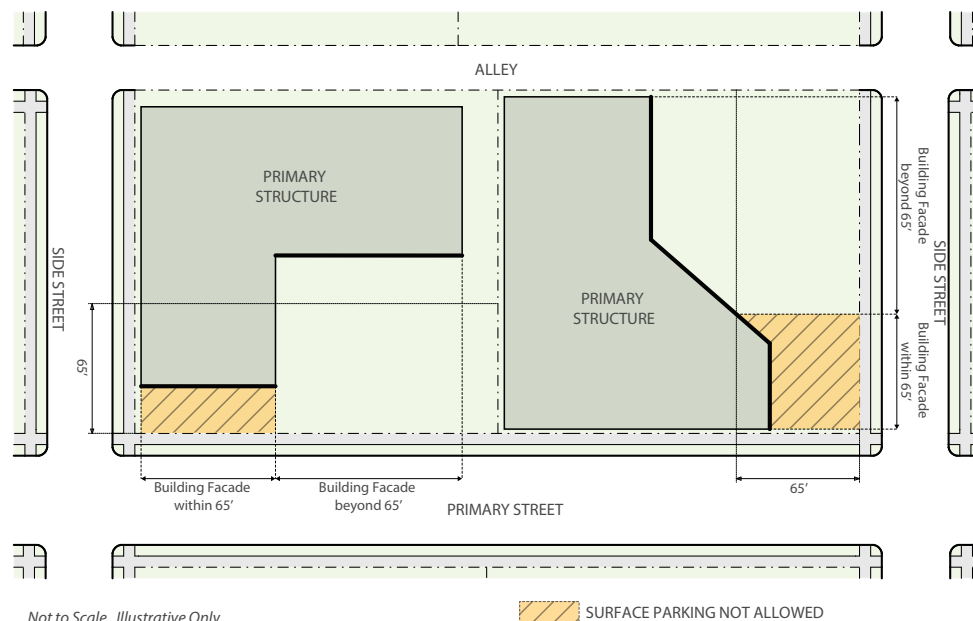 ALLEY
PRIMARY
STRUCTURE
Building Facade
beyond 65'
SIDE STREET
SIDE STREET
PRIMARY
STRUCTURE
Building Facade
within 65'
65'
Building Facade
within 65'
Building Facade
beyond 65'
65'
PRIMARY STREET
Not to Scale. Illustrative Only.
SURFACE PARKING NOT ALLOWED